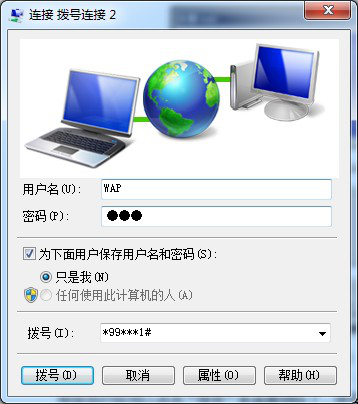 连接 拨号连接 2
用户名(U): WAP
密码(P): ●●●
为下面用户保存用户名和密码(S):
只是我(N)
任何使用此计算机的人(A)
拨号(I): *99***1#
拨号(D) 取消 属性(O) 帮助(H)